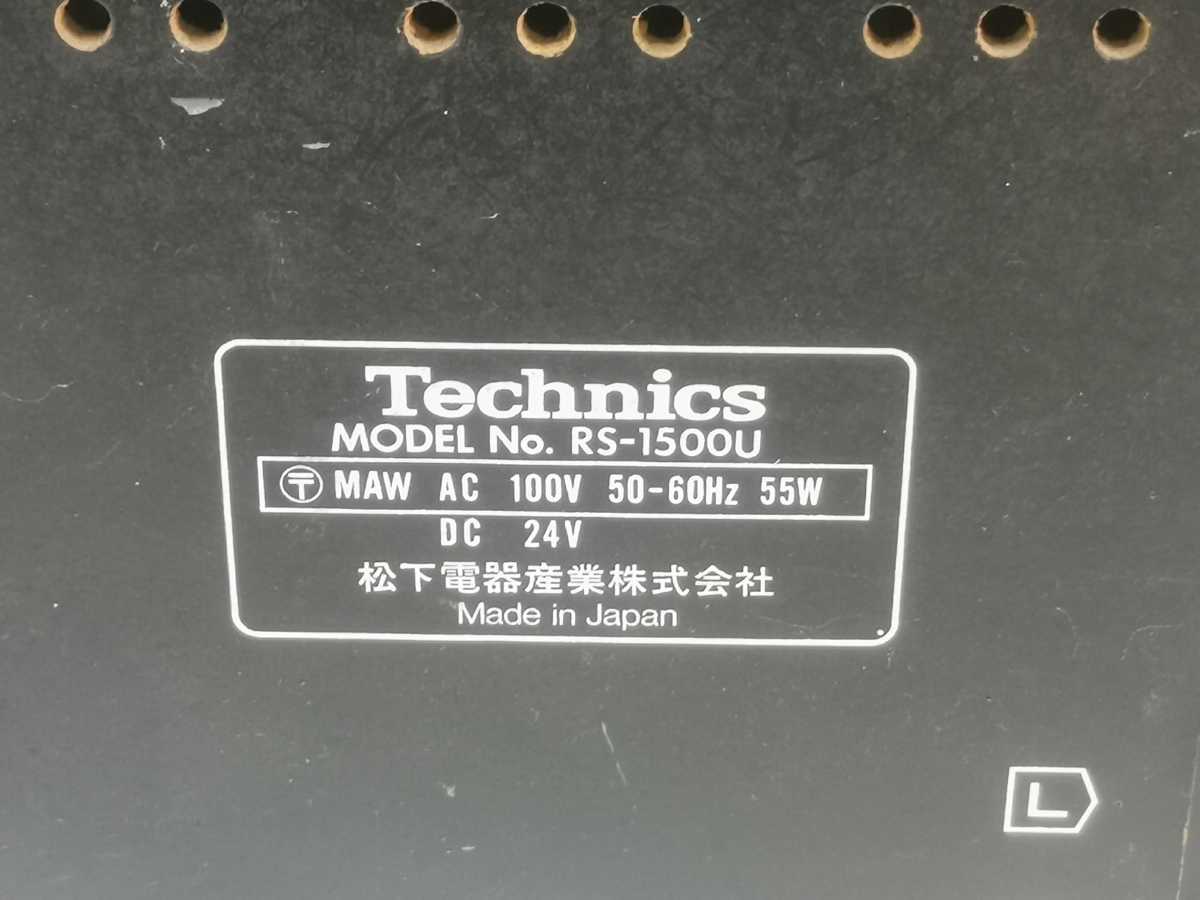 Technics
MODEL No. RS-1500U
〒 MAW AC 100V 50-60Hz 55W
DC 24V
松下電器産業株式会社
Made in Japan
L